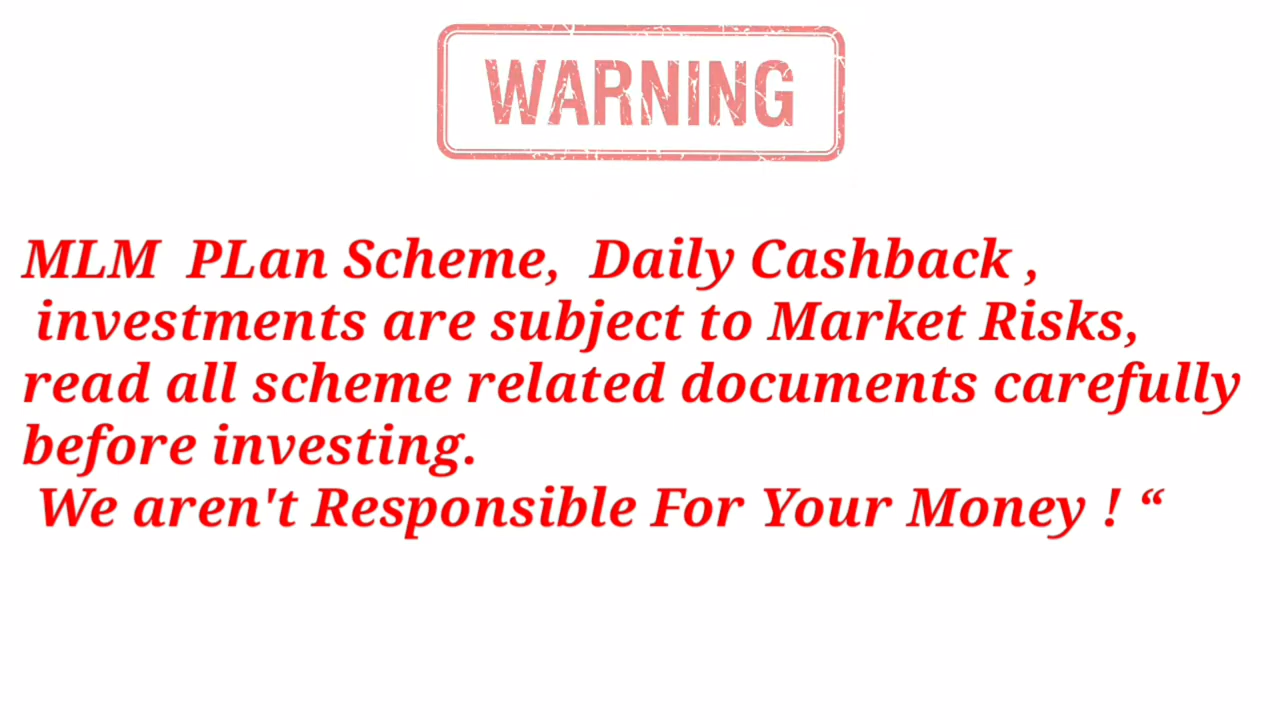 WARNING
MLM PLan Scheme, Daily Cashback ,
investments are subject to Market Risks,
read all scheme related documents carefully
before investing.
We aren't Responsible For Your Money ! “